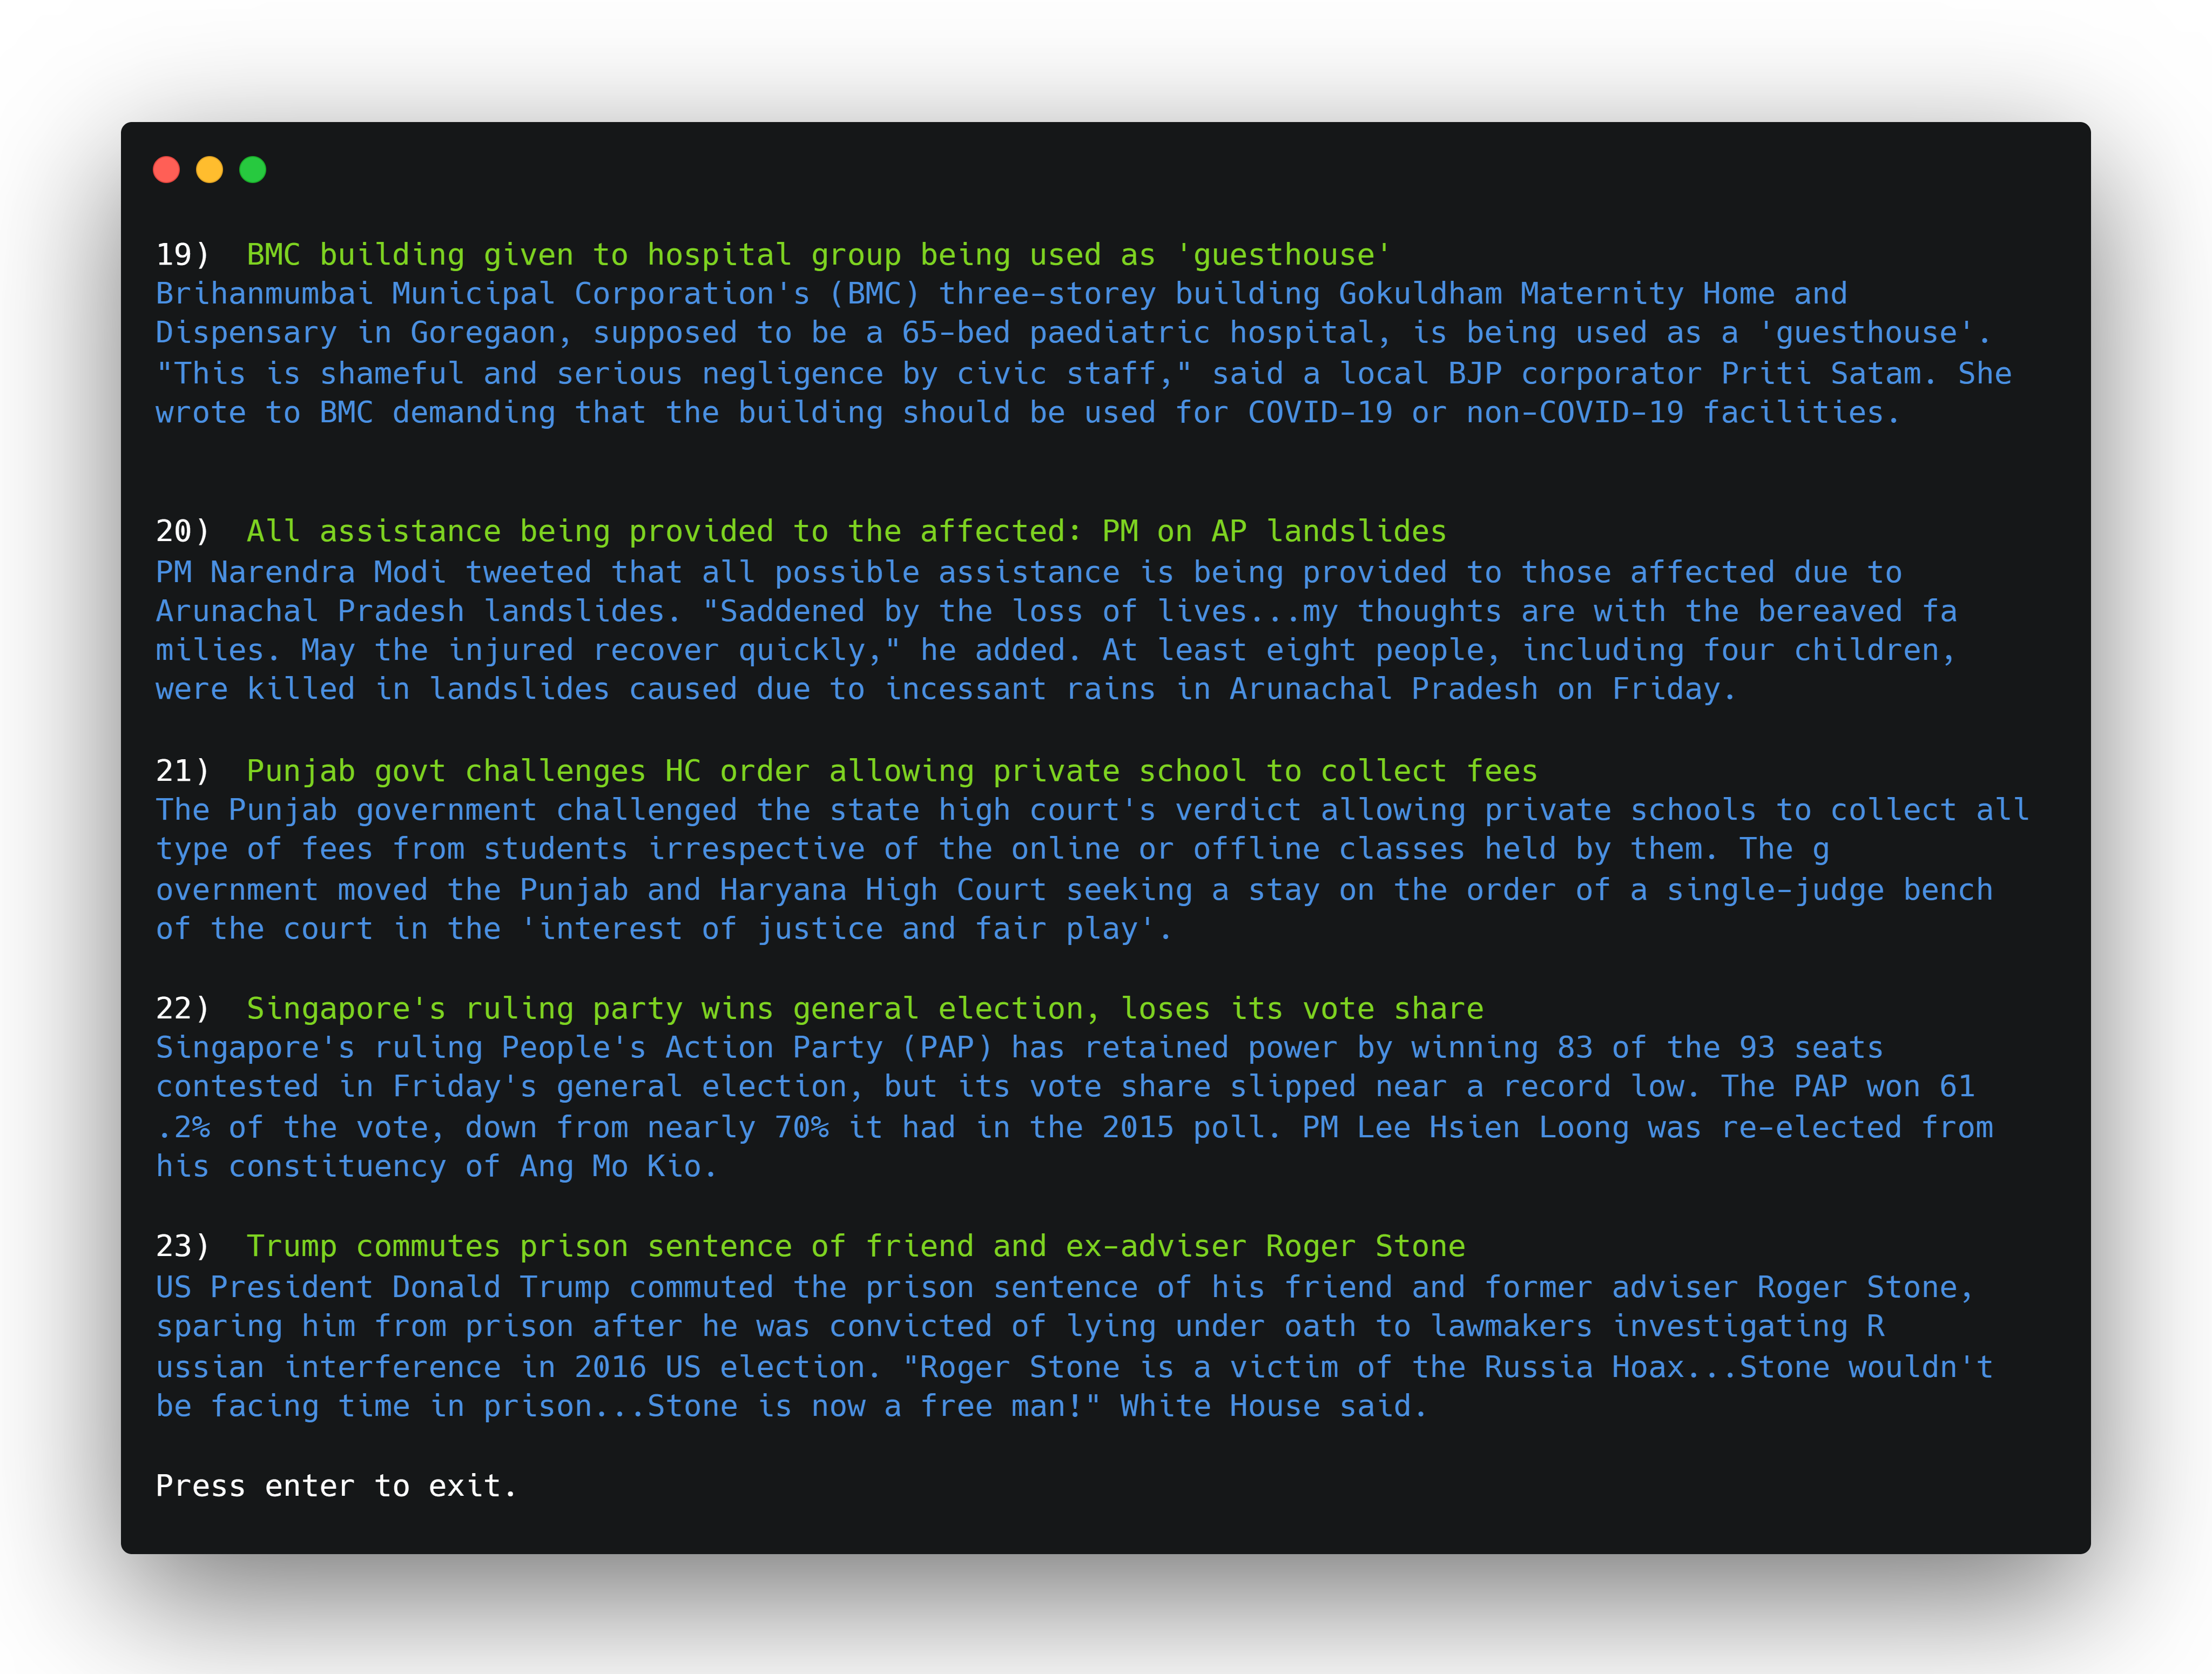 19)  BMC building given to hospital group being used as 'guesthouse'
Brihanmumbai Municipal Corporation's (BMC) three-storey building Gokuldham Maternity Home and
Dispensary in Goregaon, supposed to be a 65-bed paediatric hospital, is being used as a 'guesthouse'.
"This is shameful and serious negligence by civic staff," said a local BJP corporator Priti Satam. She
wrote to BMC demanding that the building should be used for COVID-19 or non-COVID-19 facilities.
20)  All assistance being provided to the affected: PM on AP landslides
PM Narendra Modi tweeted that all possible assistance is being provided to those affected due to
Arunachal Pradesh landslides. "Saddened by the loss of lives...my thoughts are with the bereaved fa
milies. May the injured recover quickly," he added. At least eight people, including four children,
were killed in landslides caused due to incessant rains in Arunachal Pradesh on Friday.
21)  Punjab govt challenges HC order allowing private school to collect fees
The Punjab government challenged the state high court's verdict allowing private schools to collect all
type of fees from students irrespective of the online or offline classes held by them. The g
overnment moved the Punjab and Haryana High Court seeking a stay on the order of a single-judge bench
of the court in the 'interest of justice and fair play'.
22)  Singapore's ruling party wins general election, loses its vote share
Singapore's ruling People's Action Party (PAP) has retained power by winning 83 of the 93 seats
contested in Friday's general election, but its vote share slipped near a record low. The PAP won 61
.2% of the vote, down from nearly 70% it had in the 2015 poll. PM Lee Hsien Loong was re-elected from
his constituency of Ang Mo Kio.
23)  Trump commutes prison sentence of friend and ex-adviser Roger Stone
US President Donald Trump commuted the prison sentence of his friend and former adviser Roger Stone,
sparing him from prison after he was convicted of lying under oath to lawmakers investigating R
ussian interference in 2016 US election. "Roger Stone is a victim of the Russia Hoax...Stone wouldn't
be facing time in prison...Stone is now a free man!" White House said.
Press enter to exit.